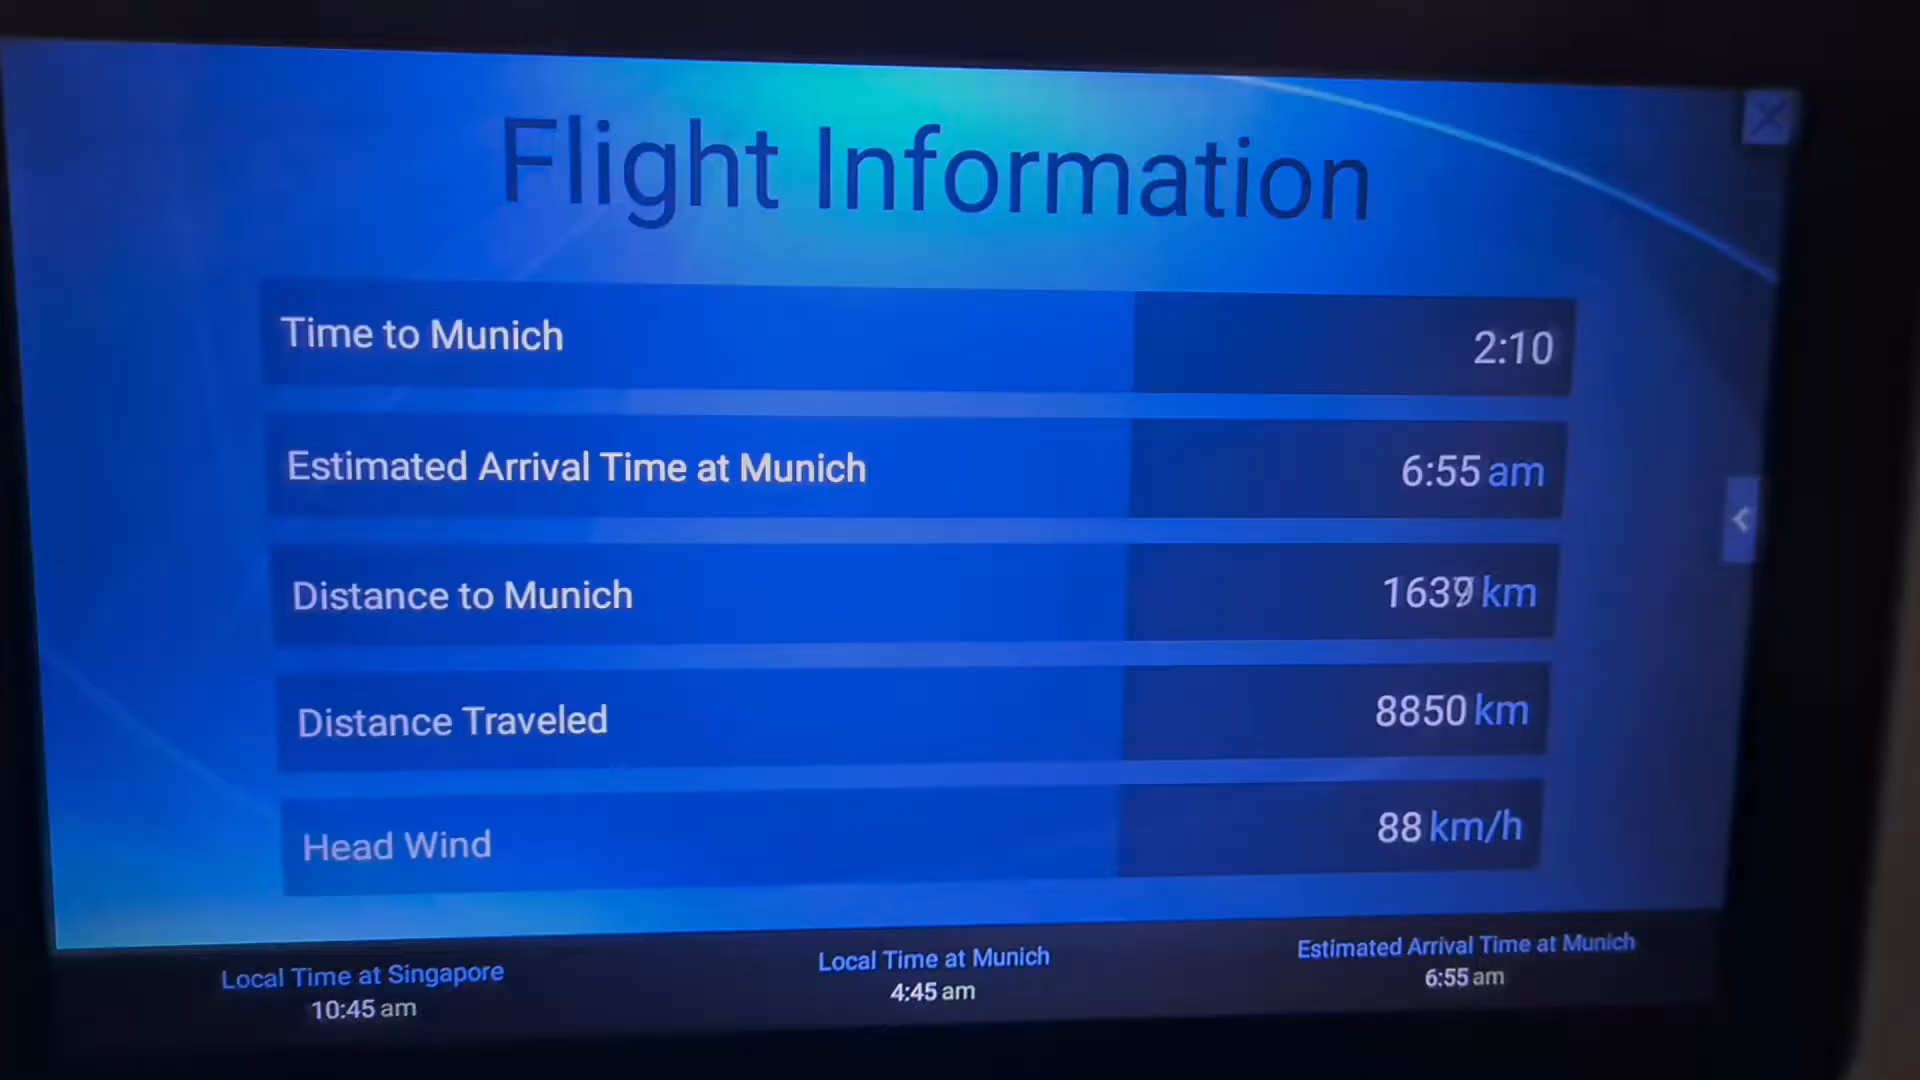 Flight Information
Time to Munich 2:10
Estimated Arrival Time at Munich 6:55 am
Distance to Munich km
Distance Traveled 8850 km
Head Wind 88 km/h
Local Time at Singapore Local Time at Munich Estimated Arrival Time at Munich
10:45 am 4:45 am 6:55 am